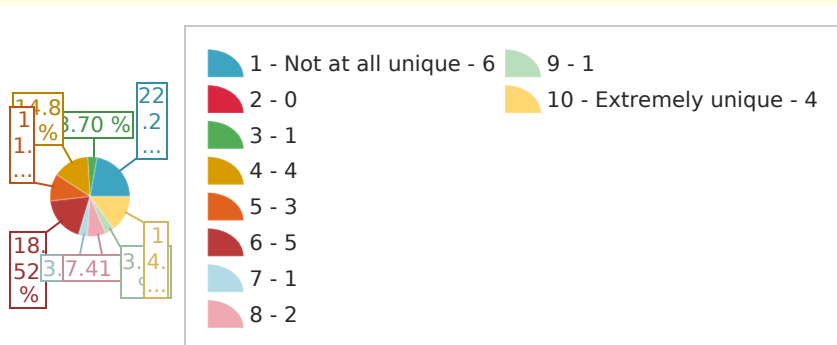 1 - Not at all unique - 6
2 - 0
3 - 1
4 - 4
5 - 3
6 - 5
7 - 1
8 - 2
9 - 1
10 - Extremely unique - 4
22
.2
...
3.70 %
14.8
%
1
1.
...
18.
52
%
3.
7.41
3.
1
4.
...